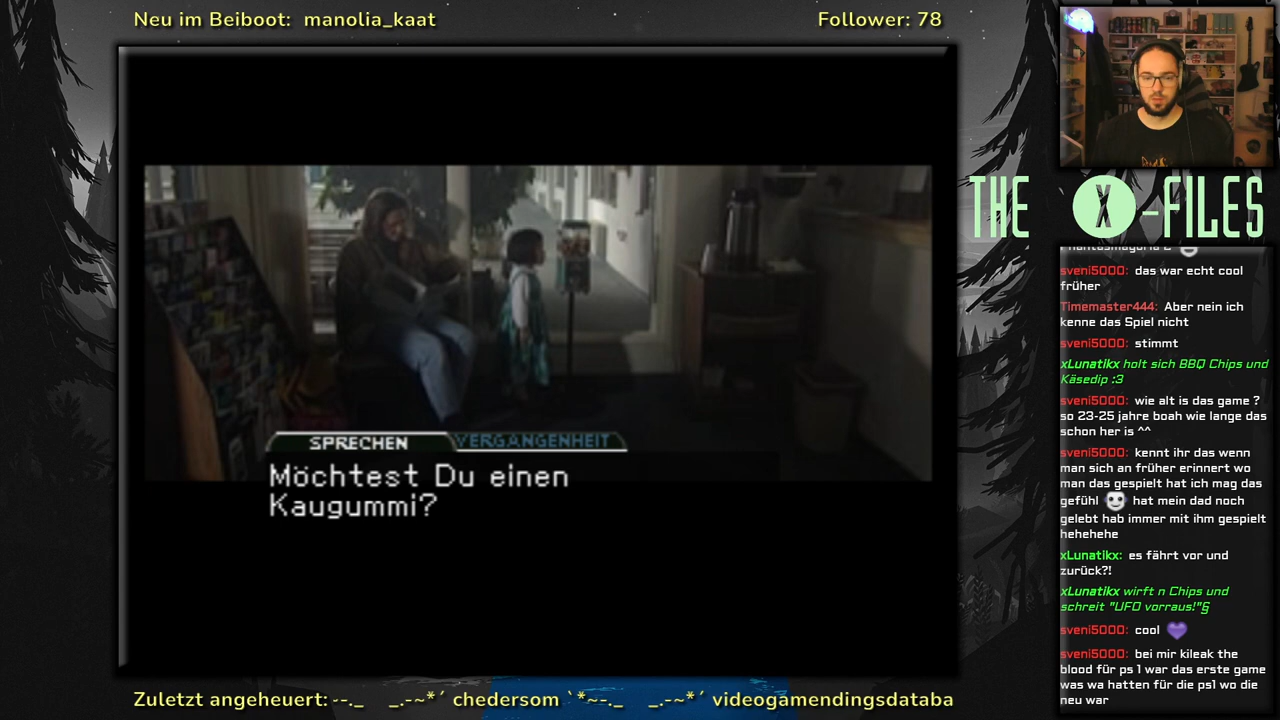 Neu im Beiboot: manolia_kaat
Follower: 78
THE X-FILES
SPRECHEN
VERGANGENHEIT
Möchtest Du einen
Kaugummi?
sveni5000: das war echt cool
früher
Timemaster444: Aber nein ich
kenne das Spiel nicht
sveni5000: stimmt
xLunatikx holt sich BBQ Chips und
Käsedip :3
sveni5000: wie alt is das game ?
so 23-25 jahre boah wie lange das
schon her is ^^
sveni5000: kennt ihr das wenn
man sich an früher erinnert wo
man das gespielt hat ich mag das
gefühl hat mein dad noch
gelebt hab immer mit ihm gespielt
hehehehe
xLunatikx: es fährt vor und
zurück?!
xLunatikx wirft n Chips und
schreit "UFO vorraus!"§
sveni5000: cool
sveni5000: bei mir kileak the
blood für ps 1 war das erste game
was wa hatten für die ps1 wo die
neu war
Zuletzt angeheuert: --._ _.-~*´ chedersom `*~-._ _.-~*´ videogamendingsdataba